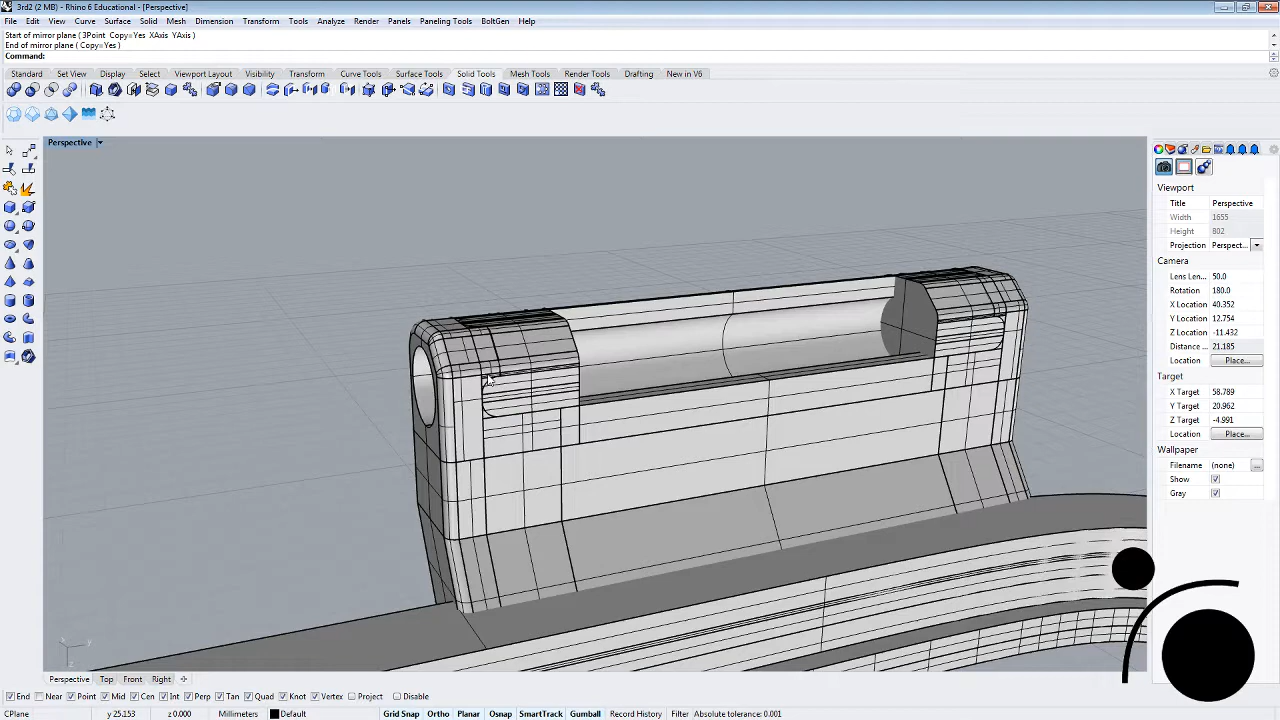 3rd2 (2 MB) - Rhino 6 Educational - [Perspective]
File Edit View Curve Surface Solid Mesh Dimension Transform Tools Analyze Render Panels Paneling Tools BoltGen Help
Start of mirror plane ( 3Point Copy=Yes XAxis YAxis )
End of mirror plane ( Copy=Yes )
Command:
Standard Set View Display Select Viewport Layout Visibility Transform Curve Tools Surface Tools Solid Tools Mesh Tools Render Tools Drafting New in V6
Perspective
Viewport
Title Perspective
Width 1655
Height 802
Projection Perspect...
Camera
Lens Len... 50.0
Rotation 180.0
X Location 40.352
Y Location 12.754
Z Location -11.432
Distance ... 21.185
Location Place...
Target
X Target 58.789
Y Target 20.962
Z Target -4.991
Location Place...
Wallpaper
Filename (none) ...
Show
Gray
Perspective Top Front Right
End Near Point Mid Cen Int Perp Tan Quad Knot Vertex Project Disable
CPlane y 25.153 z 0.000 Millimeters Default Grid Snap Ortho Planar Osnap SmartTrack Gumball Record History Filter Absolute tolerance: 0.001